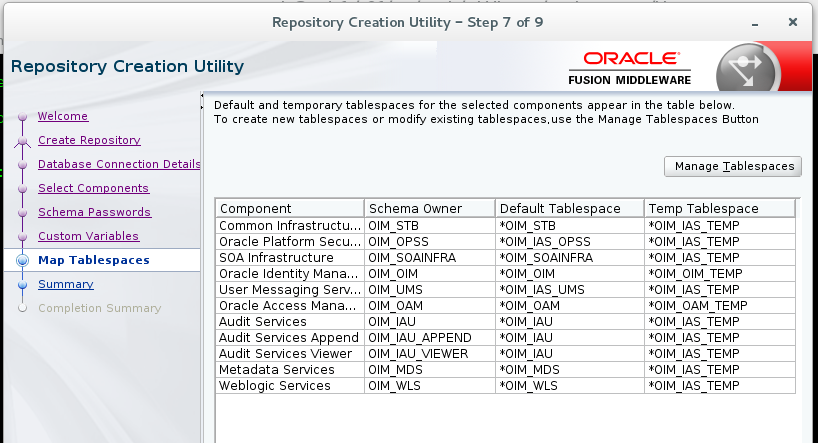 Repository Creation Utility – Step 7 of 9
Repository Creation Utility
ORACLE
FUSION MIDDLEWARE
Welcome
Create Repository
Database Connection Details
Select Components
Schema Passwords
Custom Variables
Map Tablespaces
Summary
Completion Summary
Default and temporary tablespaces for the selected components appear in the table below.
To create new tablespaces or modify existing tablespaces,use the Manage Tablespaces Button
Manage Tablespaces
Component Schema Owner Default Tablespace Temp Tablespace
Common Infrastructu... OIM_STB *OIM_STB *OIM_IAS_TEMP
Oracle Platform Secu... OIM_OPSS *OIM_IAS_OPSS *OIM_IAS_TEMP
SOA Infrastructure OIM_SOAINFRA *OIM_SOAINFRA *OIM_IAS_TEMP
Oracle Identity Mana... OIM_OIM *OIM_OIM *OIM_OIM_TEMP
User Messaging Serv... OIM_UMS *OIM_IAS_UMS *OIM_IAS_TEMP
Oracle Access Mana... OIM_OAM *OIM_OAM *OIM_OAM_TEMP
Audit Services OIM_IAU *OIM_IAU *OIM_IAS_TEMP
Audit Services Append OIM_IAU_APPEND *OIM_IAU *OIM_IAS_TEMP
Audit Services Viewer OIM_IAU_VIEWER *OIM_IAU *OIM_IAS_TEMP
Metadata Services OIM_MDS *OIM_MDS *OIM_IAS_TEMP
Weblogic Services OIM_WLS *OIM_WLS *OIM_IAS_TEMP